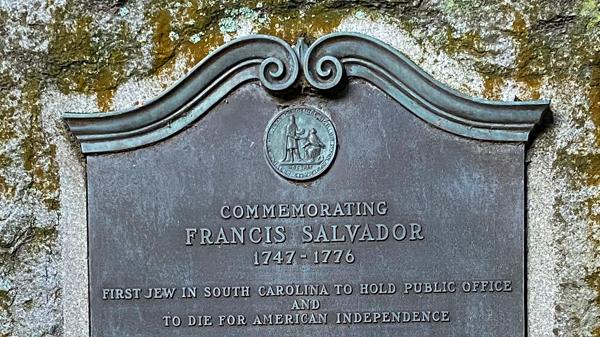 COMMEMORATING
FRANCIS SALVADOR
1747 - 1776
FIRST JEW IN SOUTH CAROLINA TO HOLD PUBLIC OFFICE
AND
TO DIE FOR AMERICAN INDEPENDENCE